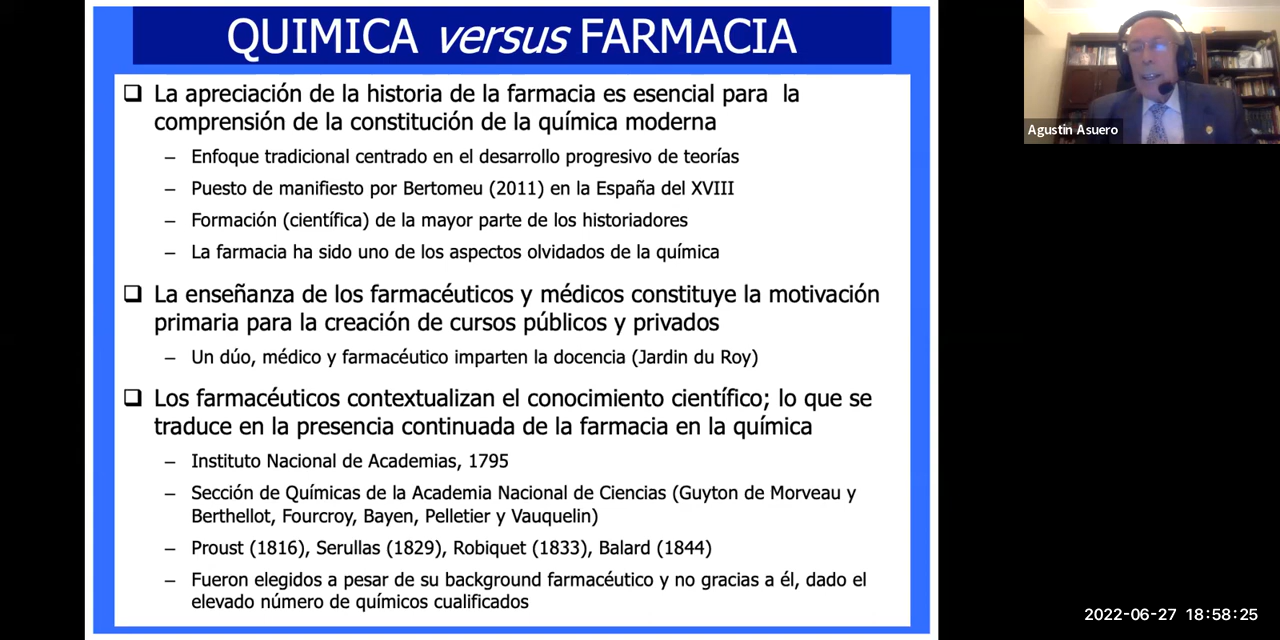 QUIMICA versus FARMACIA
❑ La apreciación de la historia de la farmacia es esencial para la
comprensión de la constitución de la química moderna
– Enfoque tradicional centrado en el desarrollo progresivo de teorías
– Puesto de manifiesto por Bertomeu (2011) en la España del XVIII
– Formación (científica) de la mayor parte de los historiadores
– La farmacia ha sido uno de los aspectos olvidados de la química
❑ La enseñanza de los farmacéuticos y médicos constituye la motivación
primaria para la creación de cursos públicos y privados
– Un dúo, médico y farmacéutico imparten la docencia (Jardin du Roy)
❑ Los farmacéuticos contextualizan el conocimiento científico; lo que se
traduce en la presencia continuada de la farmacia en la química
– Instituto Nacional de Academias, 1795
– Sección de Químicas de la Academia Nacional de Ciencias (Guyton de Morveau y
Berthellot, Fourcroy, Bayen, Pelletier y Vauquelin)
– Proust (1816), Serullas (1829), Robiquet (1833), Balard (1844)
– Fueron elegidos a pesar de su background farmacéutico y no gracias a él, dado el
elevado número de químicos cualificados
Agustin Asuero
2022-06-27 18:58:25